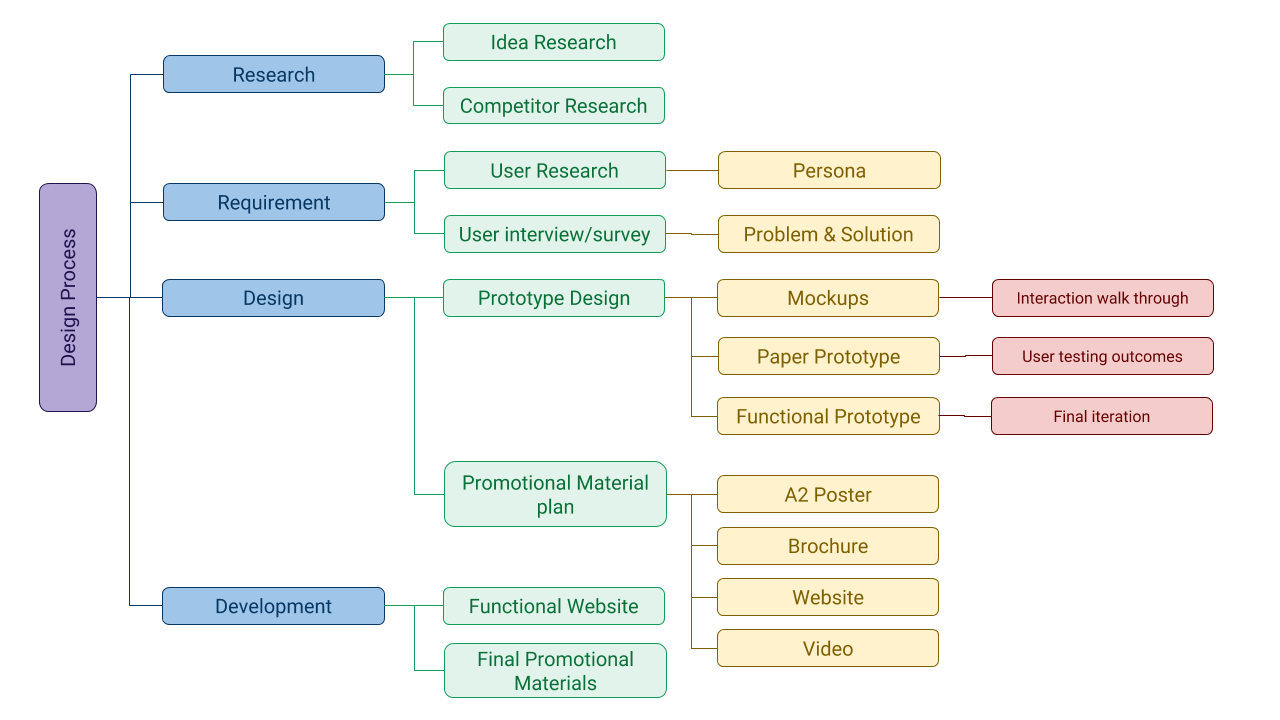 Design Process
Research
Idea Research
Competitor Research
Requirement
User Research
Persona
User interview/survey
Problem & Solution
Design
Prototype Design
Mockups
Interaction walk through
Paper Prototype
User testing outcomes
Functional Prototype
Final iteration
Promotional Material
plan
A2 Poster
Brochure
Website
Video
Development
Functional Website
Final Promotional
Materials